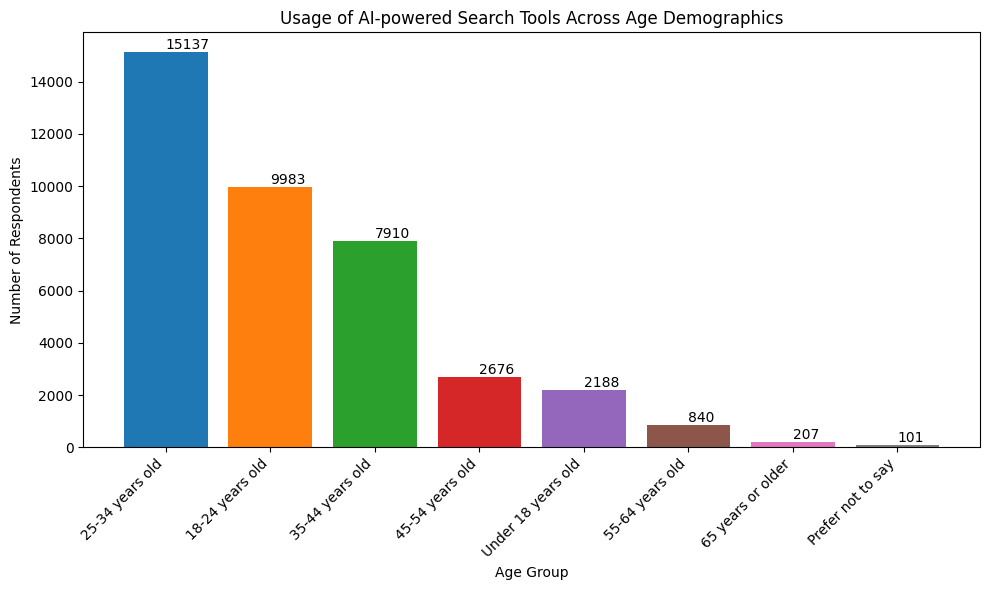 Usage of AI-powered Search Tools Across Age Demographics
Number of Respondents
14000
12000
10000
8000
6000
4000
2000
0
15137
9983
7910
2676
2188
840
207
101
25-34 years old
18-24 years old
35-44 years old
45-54 years old
Under 18 years old
55-64 years old
65 years or older
Prefer not to say
Age Group